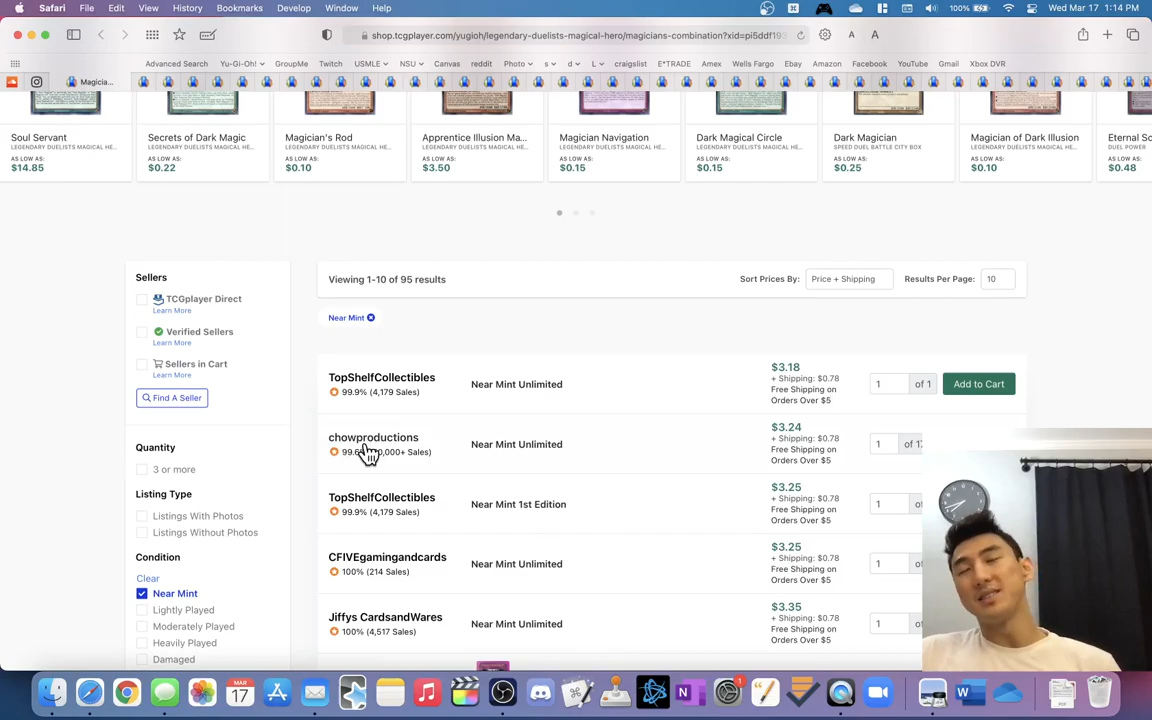 Safari File Edit View History Bookmarks Develop Window Help 100% Wed Mar 17 1:14 PM
shop.tcgplayer.com/yugioh/legendary-duelists-magical-hero/magicians-combination?xid=pi5ddf193 A A
Advanced Search Yu-Gi-Oh! GroupMe Twitch USMLE NSU Canvas reddit Photo s d L craigslist E*TRADE Amex Wells Fargo Ebay Amazon Facebook YouTube Gmail Xbox DVR
Magicia...
Soul Servant Secrets of Dark Magic Magician's Rod Apprentice Illusion Ma... Magician Navigation Dark Magical Circle Dark Magician Magician of Dark Illusion Eternal So
LEGENDARY DUELISTS MAGICAL HE... LEGENDARY DUELISTS MAGICAL HE... LEGENDARY DUELISTS MAGICAL HE... LEGENDARY DUELISTS MAGICAL HE... LEGENDARY DUELISTS MAGICAL HE... LEGENDARY DUELISTS MAGICAL HE... SPEED DUEL BATTLE CITY BOX LEGENDARY DUELISTS MAGICAL HE... DUEL POWER
AS LOW AS: AS LOW AS: AS LOW AS: AS LOW AS: AS LOW AS: AS LOW AS: AS LOW AS: AS LOW AS: AS LOW AS:
$14.85 $0.22 $0.10 $3.50 $0.15 $0.15 $0.25 $0.10 $0.48
Sellers
TCGplayer Direct
Learn More
Verified Sellers
Learn More
Sellers in Cart
Learn More
Find A Seller
Quantity
3 or more
Listing Type
Listings With Photos
Listings Without Photos
Condition
Clear
Near Mint
Lightly Played
Moderately Played
Heavily Played
Damaged
Viewing 1-10 of 95 results Sort Prices By: Price + Shipping Results Per Page: 10
Near Mint
TopShelfCollectibles
99.9% (4,179 Sales)
Near Mint Unlimited
$3.18
+ Shipping: $0.78
Free Shipping on
Orders Over $5
1 of 1 Add to Cart
chowproductions
,000+ Sales)
Near Mint Unlimited
$3.24
+ Shipping: $0.78
Free Shipping on
Orders Over $5
1 of 17
TopShelfCollectibles
99.9% (4,179 Sales)
Near Mint 1st Edition
$3.25
+ Shipping: $0.78
Free Shipping on
Orders Over $5
1 of
CFIVEgamingandcards
100% (214 Sales)
Near Mint Unlimited
$3.25
+ Shipping: $0.78
Free Shipping on
Orders Over $5
1 of
Jiffys CardsandWares
100% (4,517 Sales)
Near Mint Unlimited
$3.35
+ Shipping: $0.78
Free Shipping on
Orders Over $5
1 of
MAR
17
1